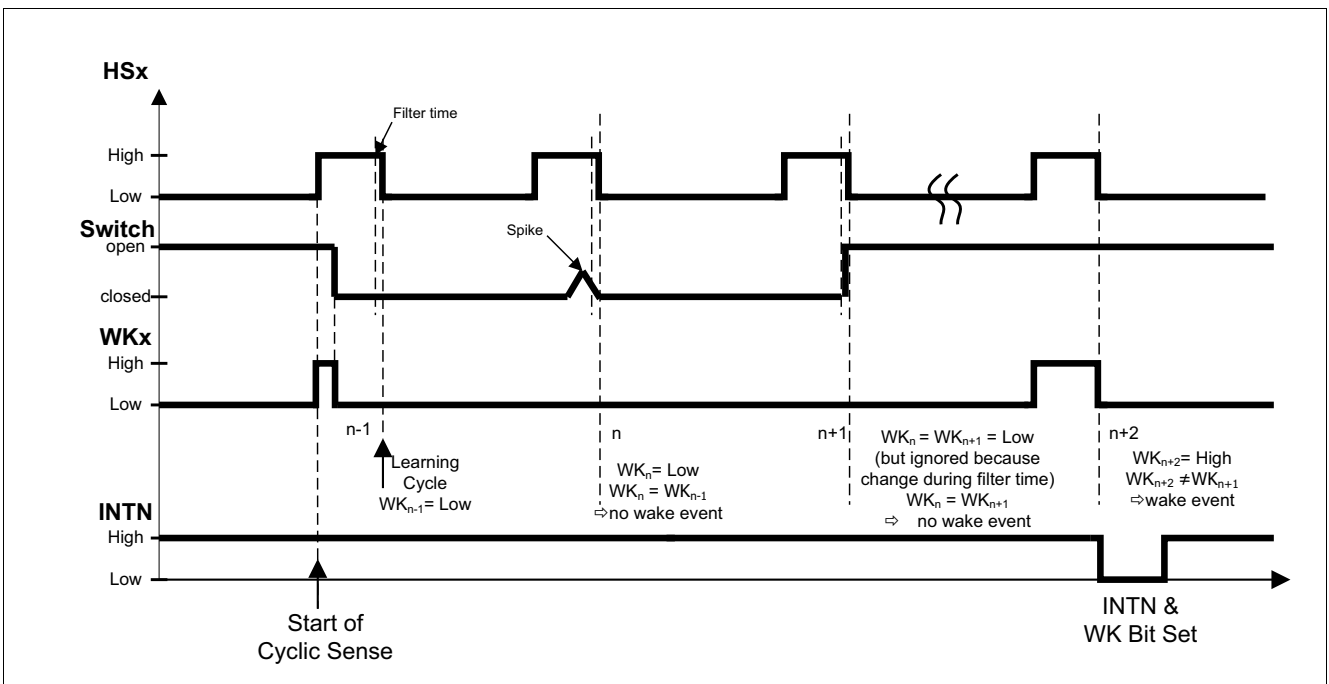 HSx
Filter time
High
Low
Switch
open
Spike
closed
WKx
High
Low
n-1
n
n+1
n+2
Learning
Cycle
WKn-1= Low
WKn= Low
WKn = WKn-1
⇨no wake event
WKn = WKn+1 = Low
(but ignored because
change during filter time)
WKn = WKn+1
⇨ no wake event
WKn+2= High
WKn+2 ≠WKn+1
⇨wake event
INTN
High
Low
Start of
Cyclic Sense
INTN &
WK Bit Set